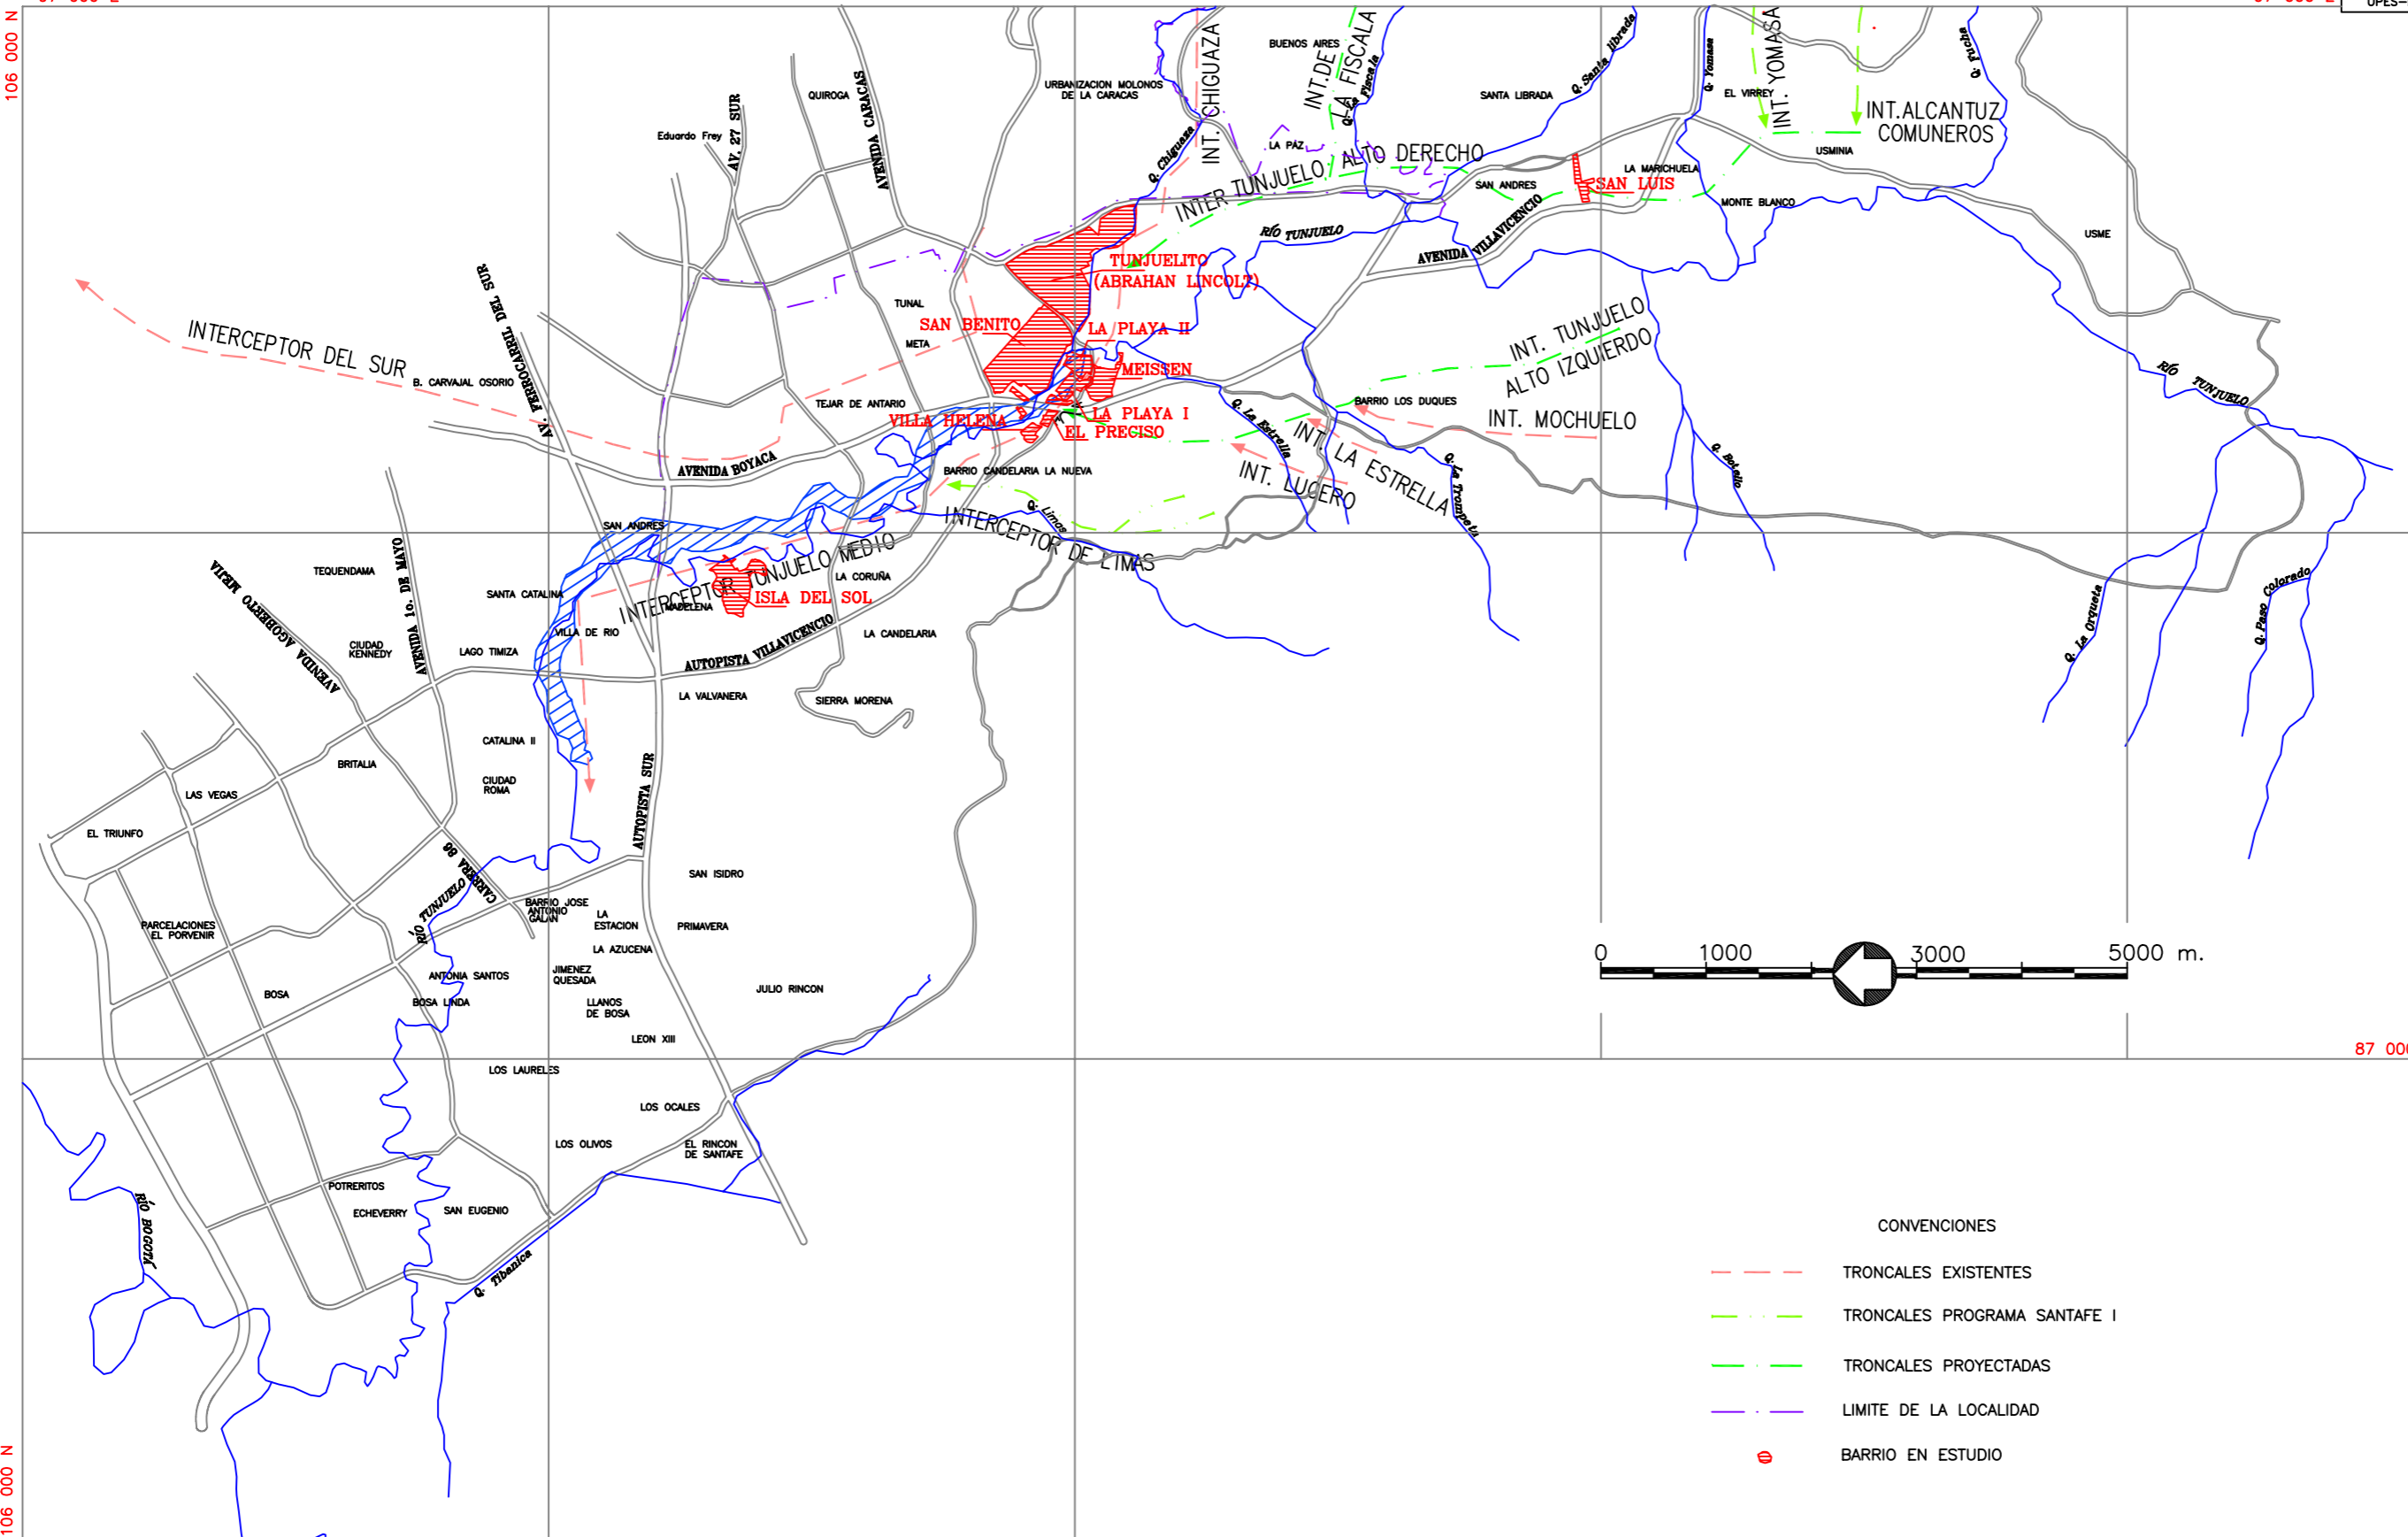 106 000 N
UPES-
QUIROGA
AVENIDA CARACAS
AV. 27 SUR
Eduardo Frey
URBANIZACION MOLONOS
DE LA CARACAS
INT. CHIGUAZA
Q. Chiguaza
BUENOS AIRES
INT.DE
LA FISCALA
Q. La Fiscala
LA PÁZ
INTER TUNJUELO ALTO DERECHO
SANTA LIBRADA
Q. Santa librada
Q. Yomasa
EL VIRREY
INT. YOMASA
INT.ALCANTUZ
COMUNEROS
Q. Fucha
USMINIA
LA MARICHUELA
SAN ANDRES
SAN LUIS
MONTE BLANCO
USME
RÍO TUNJUELO
AVENIDA VILLAVICENCIO
TUNJUELITO
(ABRAHAN LINCOLT)
TUNAL
SAN BENITO
META
LA PLAYA II
MEISSEN
INTERCEPTOR DEL SUR
B. CARVAJAL OSORIO
AV. FERROCARRIL DEL SUR
TEJAR DE ANTARIO
VILLA HELENA
LA PLAYA I
EL PRECISO
INT. TUNJUELO
ALTO IZQUIERDO
BARRIO LOS DUQUES
INT. MOCHUELO
RÍO TUNJUELO
Q. La Estrella
INT. LA ESTRELLA
INT. LUCERO
Q. La Trompeta
Q. Botello
AVENIDA BOYACA
BARRIO CANDELARIA LA NUEVA
Q. Limas
INTERCEPTOR DE LIMAS
SAN ANDRES
INTERCEPTOR TUNJUELO MEDIO
TEQUENDAMA
AVENIDA 1o. DE MAYO
AVENIDA AGOBERTO MEJIA
SANTA CATALINA
MADELENA
ISLA DEL SOL
LA CORUÑA
VILLA DE RIO
LA CANDELARIA
CIUDAD
KENNEDY
LAGO TIMIZA
AUTOPISTA VILLAVICENCIO
LA VALVANERA
SIERRA MORENA
Q. La Orqueta
Q. Paso Colorado
CATALINA II
BRITALIA
CIUDAD
ROMA
LAS VEGAS
EL TRIUNFO
AUTOPISTA SUR
CARRERA 86
RÍO TUNJUELO
SAN ISIDRO
BARRIO JOSE
ANTONIO
GALAN
LA
ESTACION
PRIMAVERA
PARCELACIONES
EL PORVENIR
LA AZUCENA
ANTONIA SANTOS
JIMENEZ
QUESADA
JULIO RINCON
BOSA
BOSA LINDA
LLANOS
DE BOSA
LEON XIII
0 1000 3000 5000 m.
87 000
LOS LAURELES
LOS OCALES
LOS OLIVOS
EL RINCON
DE SANTAFE
POTRERITOS
ECHEVERRY
SAN EUGENIO
RÍO BOGOTÁ
Q. Tibanica
CONVENCIONES
TRONCALES EXISTENTES
TRONCALES PROGRAMA SANTAFE I
TRONCALES PROYECTADAS
LIMITE DE LA LOCALIDAD
BARRIO EN ESTUDIO
106 000 N